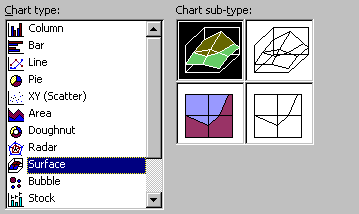 Chart type:
Column
Bar
Line
Pie
XY (Scatter)
Area
Doughnut
Radar
Surface
Bubble
Stock
Chart sub-type: